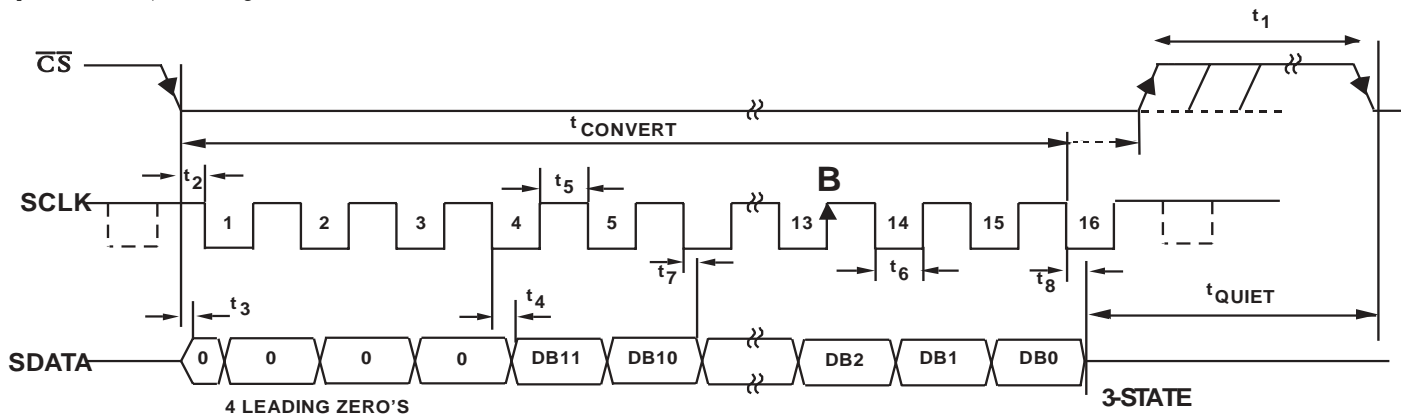 t1
CS
tCONVERT
t2
t5
B
SCLK
1 2 3 4 5 13 14 15 16
t7
t6
t8
t3
t4
tQUIET
SDATA
0 0 0 0 DB11 DB10 DB2 DB1 DB0
4 LEADING ZERO'S
3-STATE